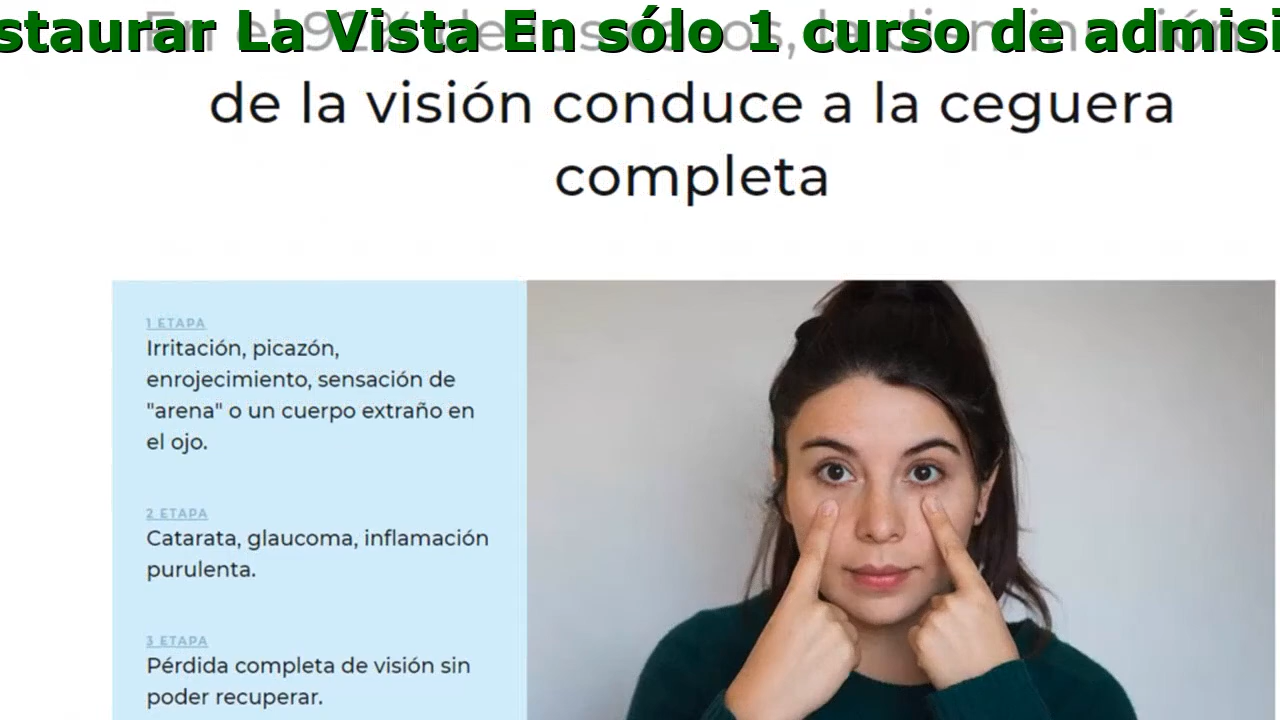 staurar La Vista En sólo 1 curso de admisi
de la visión conduce a la ceguera
completa
1 ETAPA
Irritación, picazón,
enrojecimiento, sensación de
"arena" o un cuerpo extraño en
el ojo.
2 ETAPA
Catarata, glaucoma, inflamación
purulenta.
3 ETAPA
Pérdida completa de visión sin
poder recuperar.